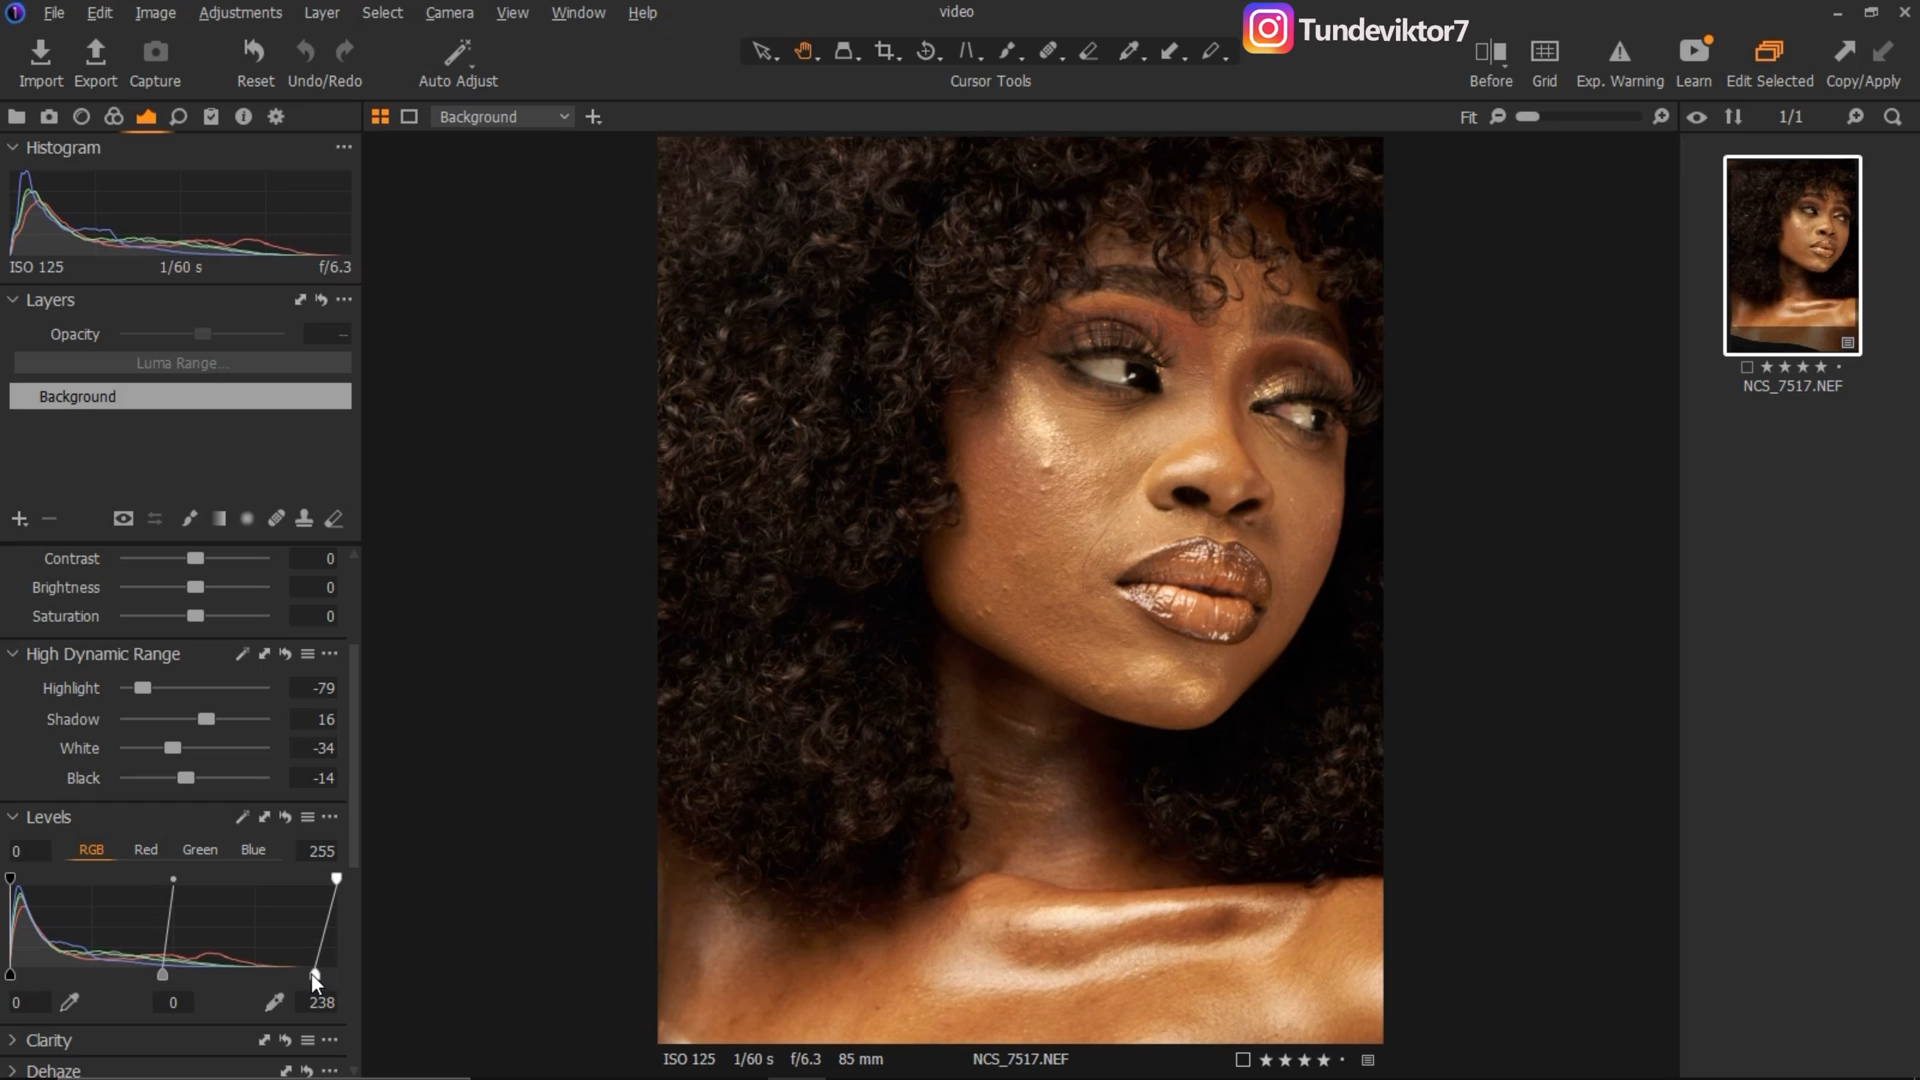 File Edit Image Adjustments Layer Select Camera View Window Help
video
Tundeviktor7
Import Export Capture Reset Undo/Redo Auto Adjust
Cursor Tools
Before Grid Exp. Warning Learn Edit Selected Copy/Apply
Background
Fit
1/1
Histogram
ISO 125 1/60 s f/6.3
Layers
Opacity --
Luma Range...
Background
NCS_7517.NEF
Contrast 0
Brightness 0
Saturation 0
High Dynamic Range
Highlight -79
Shadow 16
White -34
Black -14
Levels
0 RGB Red Green Blue 255
0 0 238
Clarity
Dehaze
ISO 125 1/60 s f/6.3 85 mm NCS_7517.NEF